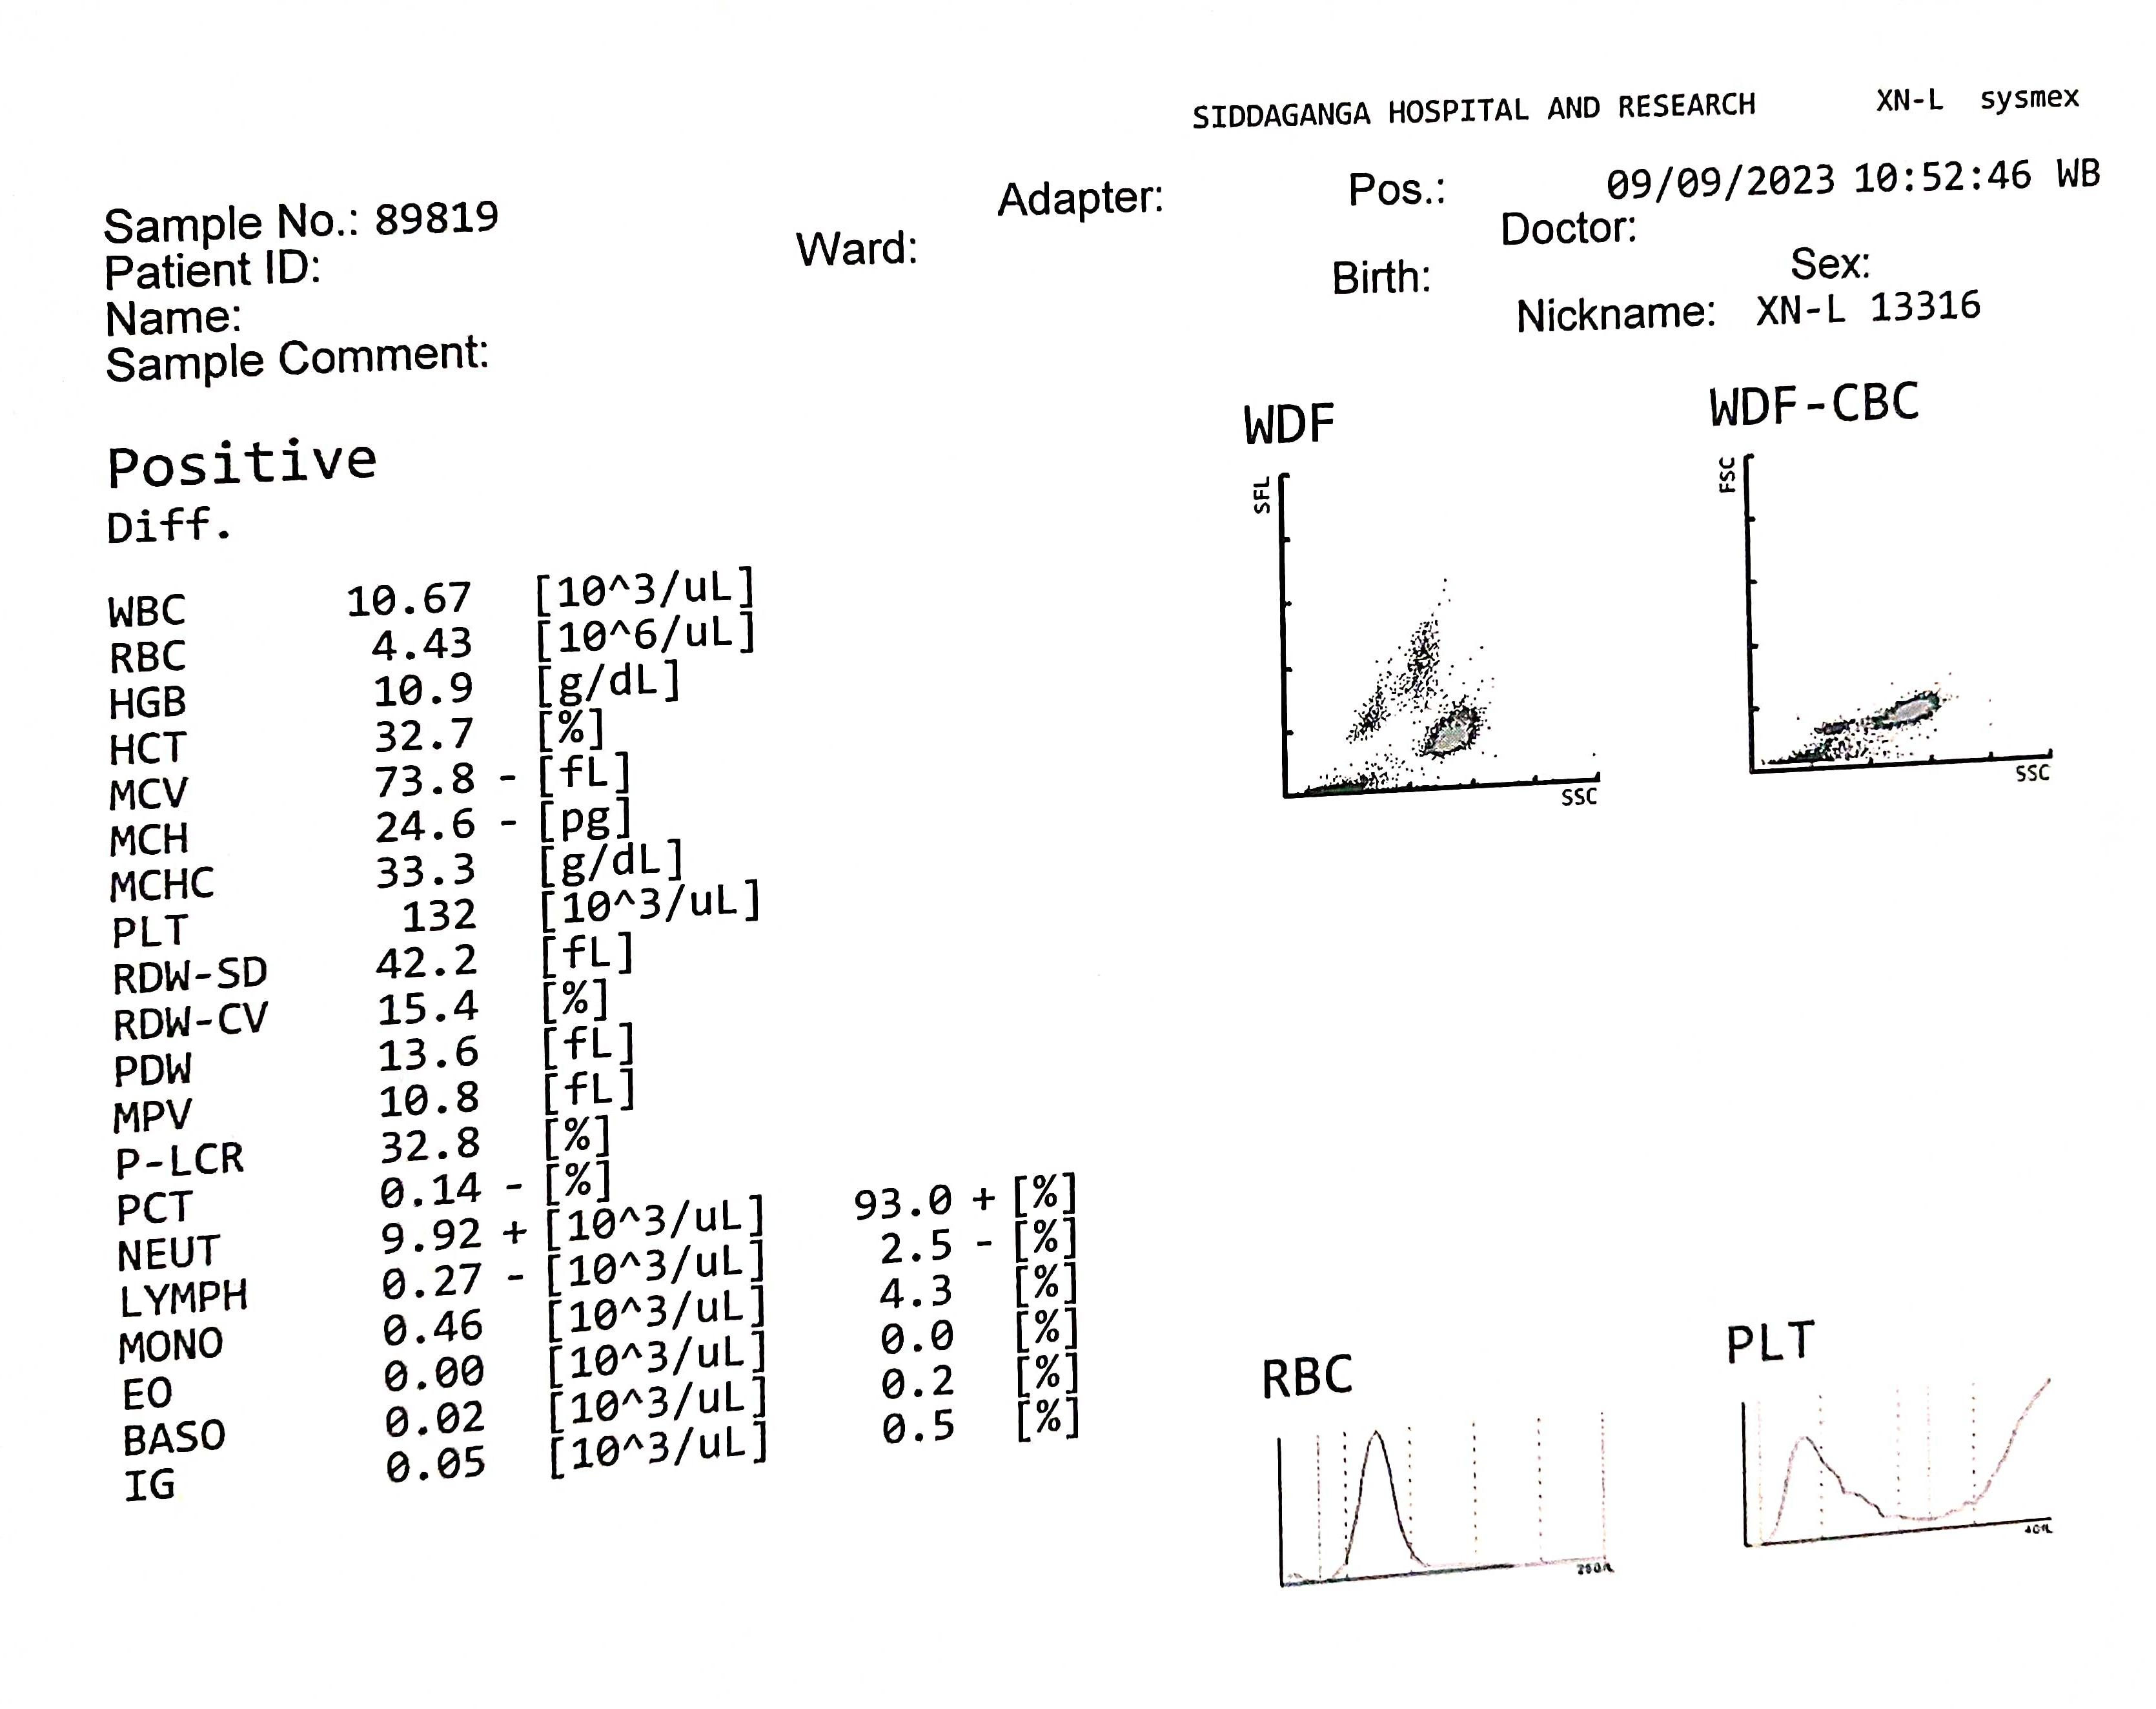 SIDDAGANGA HOSPITAL AND RESEARCH XN-L sysmex
Adapter: Pos.: 09/09/2023 10:52:46 WB
Sample No.: 89819
Ward: Doctor:
Patient ID:
Birth: Sex:
Name:
Nickname: XN-L 13316
Sample Comment:
Positive
Diff.
WDF WDF-CBC
SFL FSC
SSC SSC
WBC 10.67 [10^3/uL]
RBC 4.43 [10^6/uL]
HGB 10.9 [g/dL]
HCT 32.7 [%]
MCV 73.8 - [fL]
MCH 24.6 - [pg]
MCHC 33.3 [g/dL]
PLT 132 [10^3/uL]
RDW-SD 42.2 [fL]
RDW-CV 15.4 [%]
PDW 13.6 [fL]
MPV 10.8 [fL]
P-LCR 32.8 [%]
PCT 0.14 - [%]
NEUT 9.92 + [10^3/uL] 93.0 + [%]
LYMPH 0.27 - [10^3/uL] 2.5 - [%]
MONO 0.46 [10^3/uL] 4.3 [%]
EO 0.00 [10^3/uL] 0.0 [%]
BASO 0.02 [10^3/uL] 0.2 [%]
IG 0.05 [10^3/uL] 0.5 [%]
RBC PLT
250fL 40fL